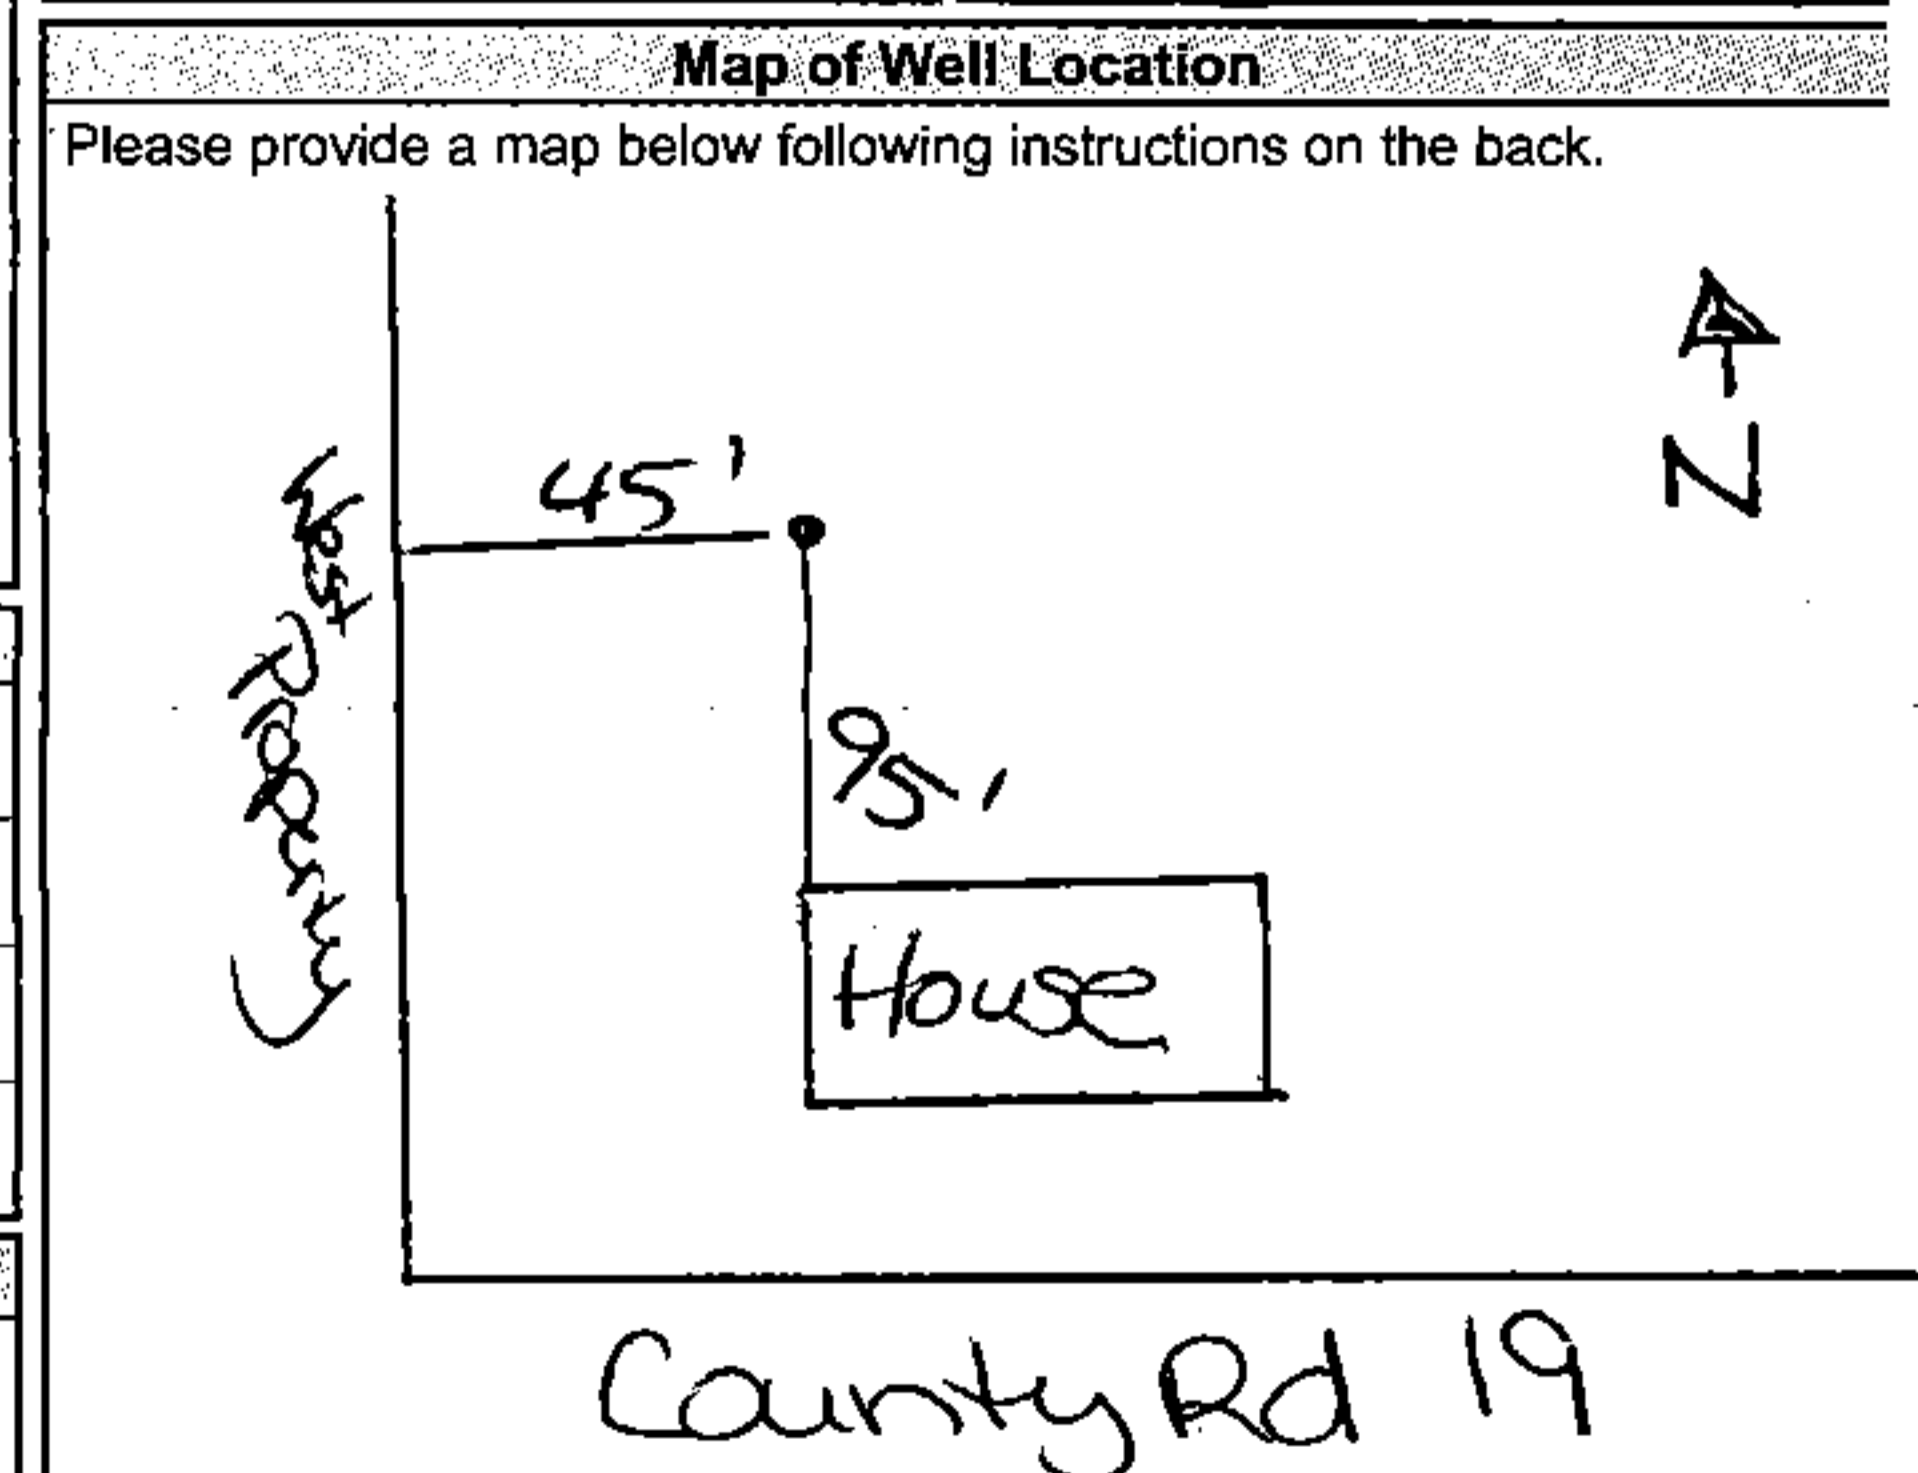 Map of Well Location
Please provide a map below following instructions on the back.
N
45'
West Property
95'
House
County Rd 19